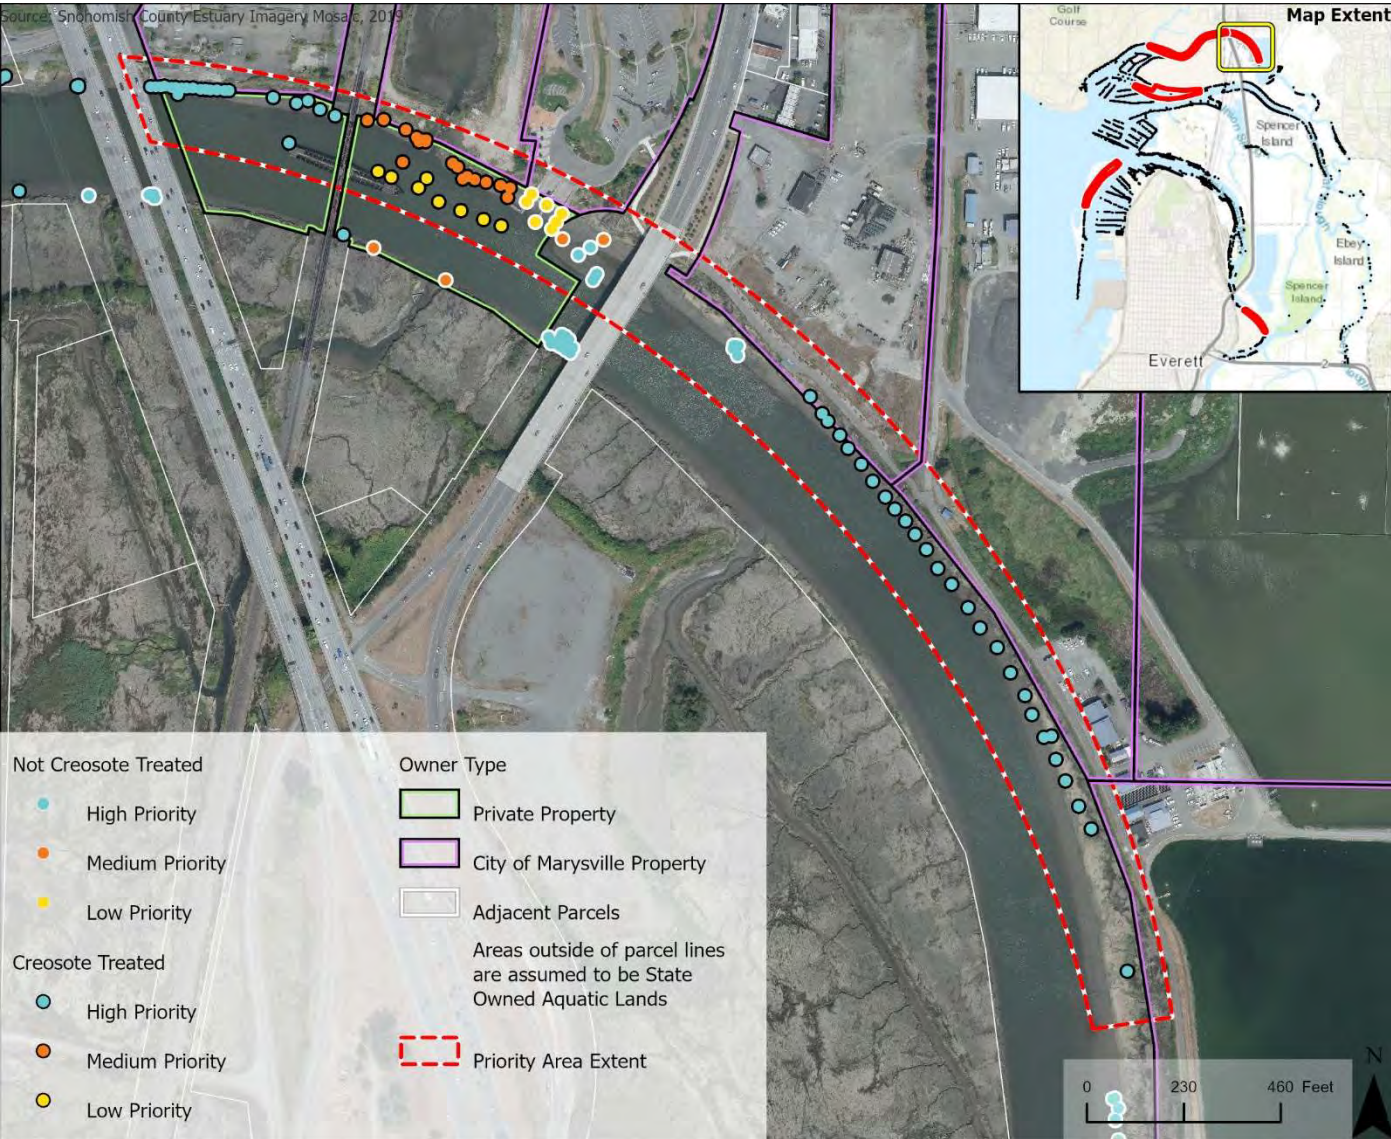 Source: Snohomish County Estuary Imagery Mosaic, 2019
Map Extent
Golf
Course
Spencer
Island
Ebey
Island
Spencer
Island
Everett
2
Not Creosote Treated
High Priority
Medium Priority
Low Priority
Creosote Treated
High Priority
Medium Priority
Low Priority
Owner Type
Private Property
City of Marysville Property
Adjacent Parcels
Areas outside of parcel lines
are assumed to be State
Owned Aquatic Lands
Priority Area Extent
N
0 230 460 Feet